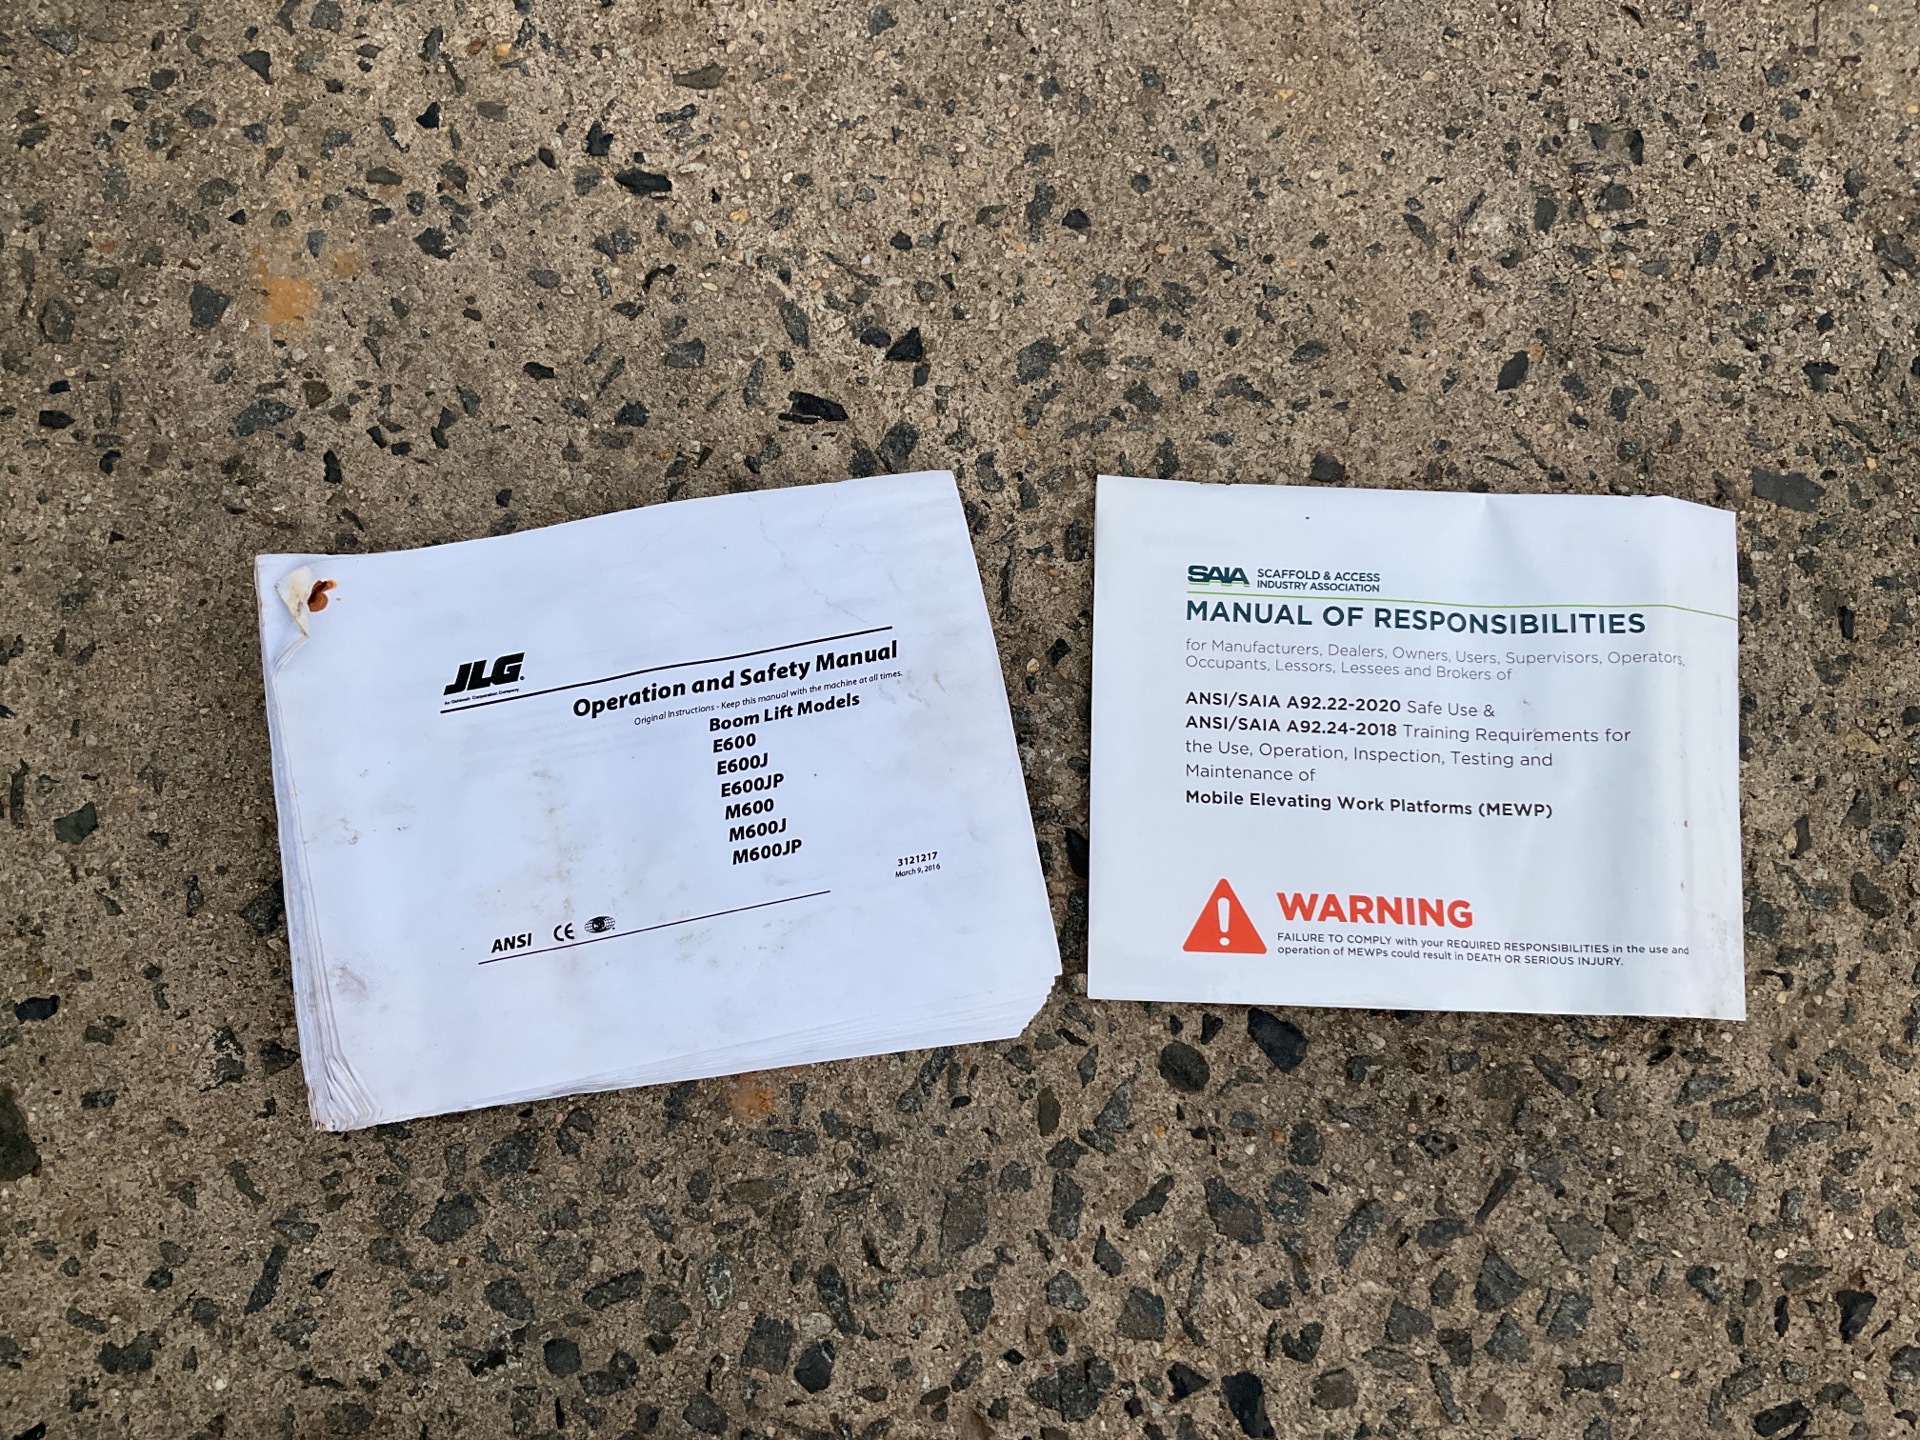 JLG
An Oshkosh Corporation Company
Operation and Safety Manual
Original Instructions - Keep this manual with the machine at all times.
Boom Lift Models
E600
E600J
E600JP
M600
M600J
M600JP
3121217
March 9, 2016
ANSI CE
SAIA SCAFFOLD & ACCESS
INDUSTRY ASSOCIATION
MANUAL OF RESPONSIBILITIES
for Manufacturers, Dealers, Owners, Users, Supervisors, Operators,
Occupants, Lessors, Lessees and Brokers of
ANSI/SAIA A92.22-2020 Safe Use &
ANSI/SAIA A92.24-2018 Training Requirements for
the Use, Operation, Inspection, Testing and
Maintenance of
Mobile Elevating Work Platforms (MEWP)
WARNING
FAILURE TO COMPLY with your REQUIRED RESPONSIBILITIES in the use and
operation of MEWPs could result in DEATH OR SERIOUS INJURY.